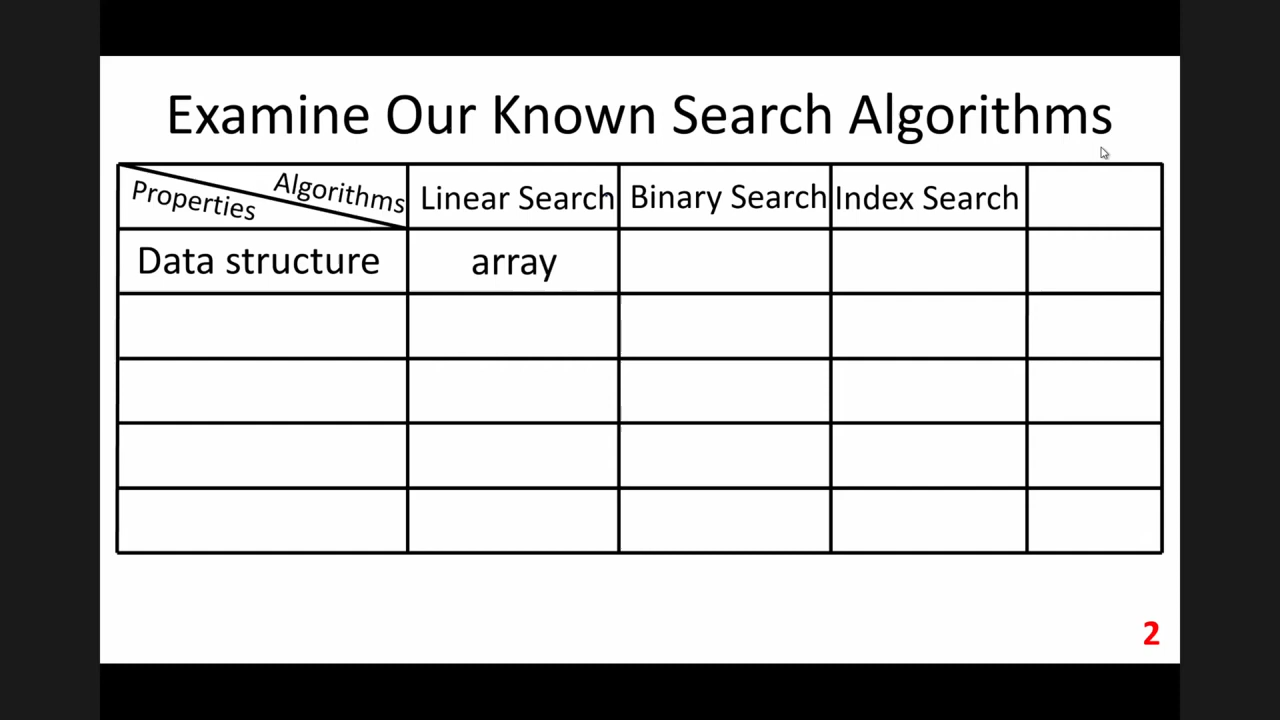 Examine Our Known Search Algorithms
Algorithms
Properties
Linear Search
Binary Search
Index Search
Data structure
array
2